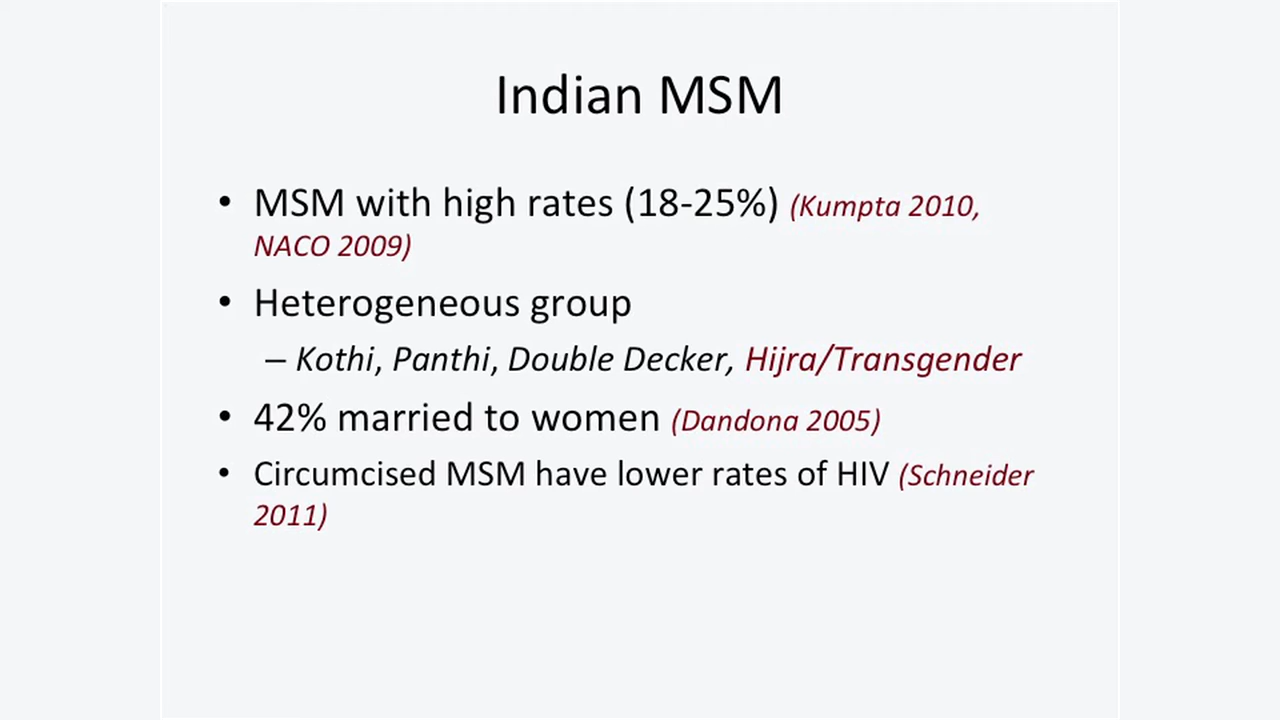 Indian MSM
• MSM with high rates (18-25%) (Kumpta 2010,
NACO 2009)
• Heterogeneous group
– Kothi, Panthi, Double Decker, Hijra/Transgender
• 42% married to women (Dandona 2005)
• Circumcised MSM have lower rates of HIV (Schneider
2011)